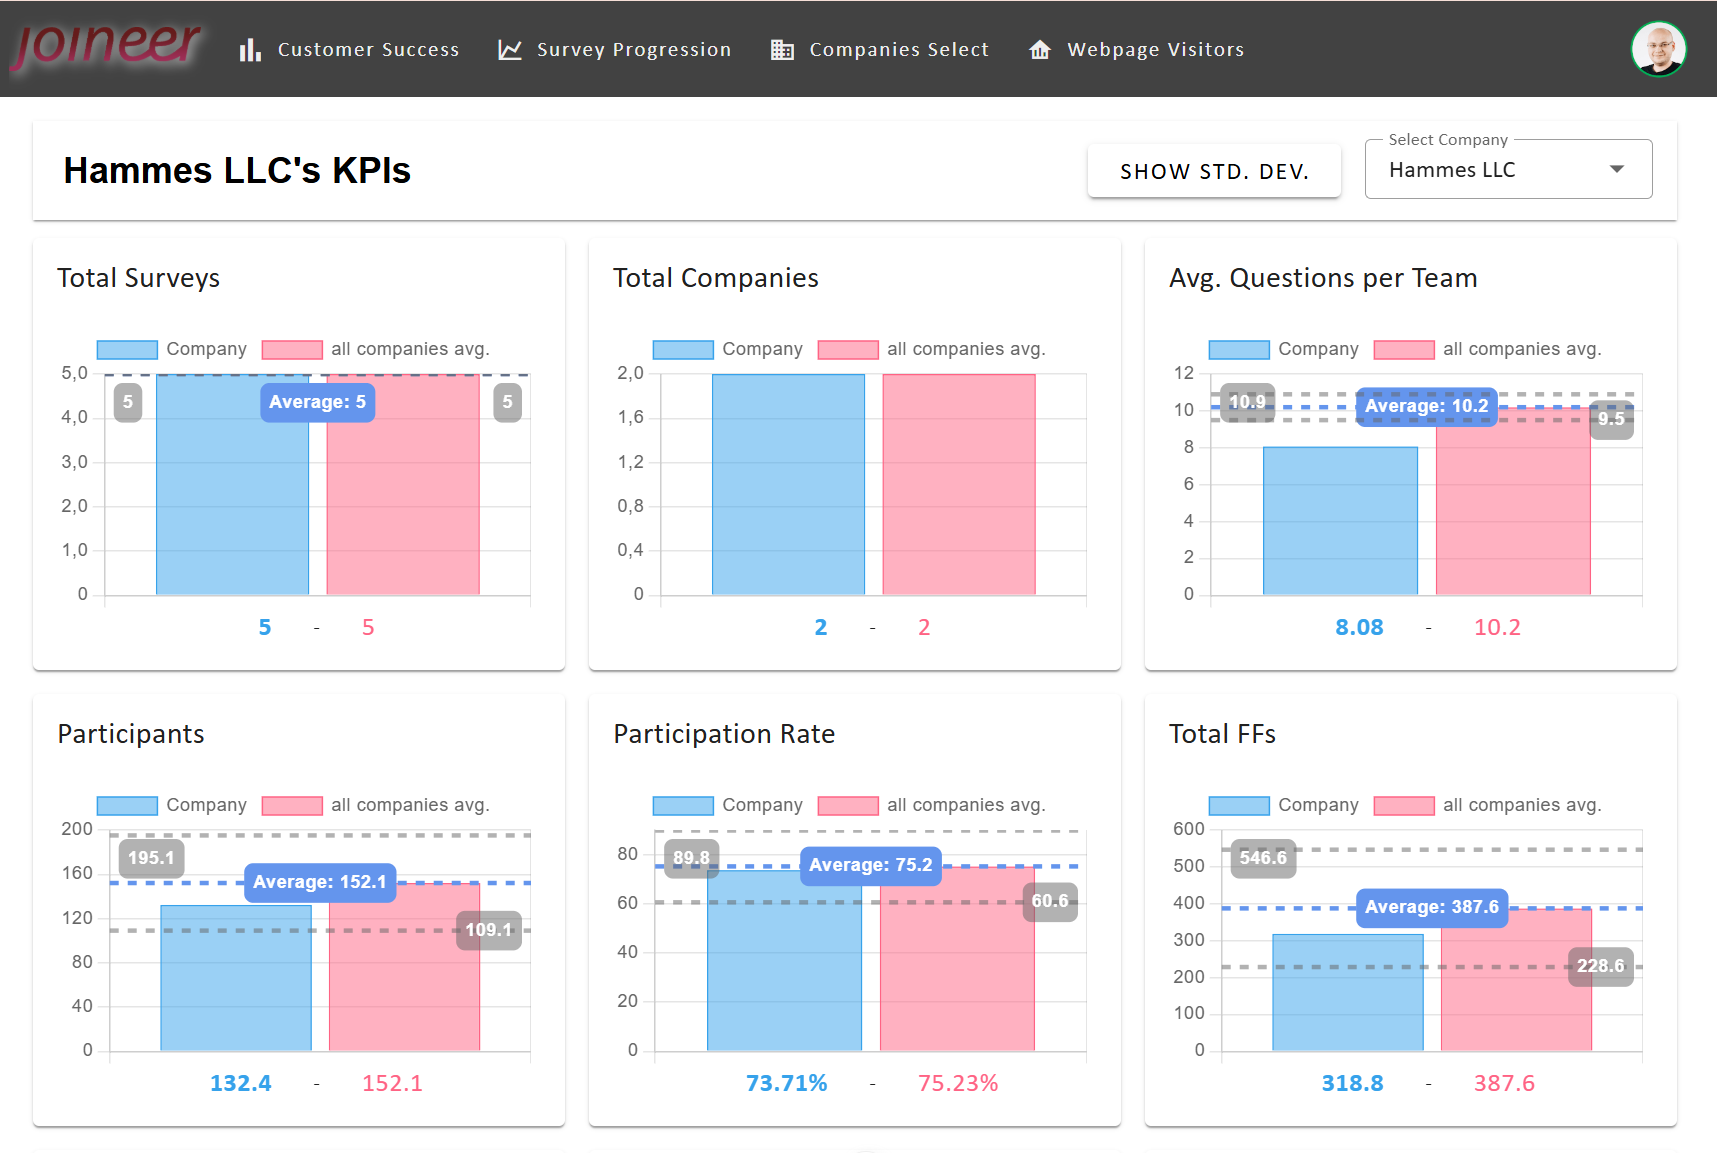 joineer
Customer Success
Survey Progression
Companies Select
Webpage Visitors
Hammes LLC's KPIs
SHOW STD. DEV.
Select Company
Hammes LLC
Total Surveys
Company
all companies avg.
5,0
4,0
3,0
2,0
1,0
0
5
Average: 5
5
5 - 5
Total Companies
Company
all companies avg.
2,0
1,6
1,2
0,8
0,4
0
2 - 2
Avg. Questions per Team
Company
all companies avg.
12
10
8
6
4
2
0
10.9
Average: 10.2
9.5
8.08 - 10.2
Participants
Company
all companies avg.
200
160
120
80
40
0
195.1
Average: 152.1
109.1
132.4 - 152.1
Participation Rate
Company
all companies avg.
80
60
40
20
0
89.8
Average: 75.2
60.6
73.71% - 75.23%
Total FFs
Company
all companies avg.
600
500
400
300
200
100
0
546.6
Average: 387.6
228.6
318.8 - 387.6